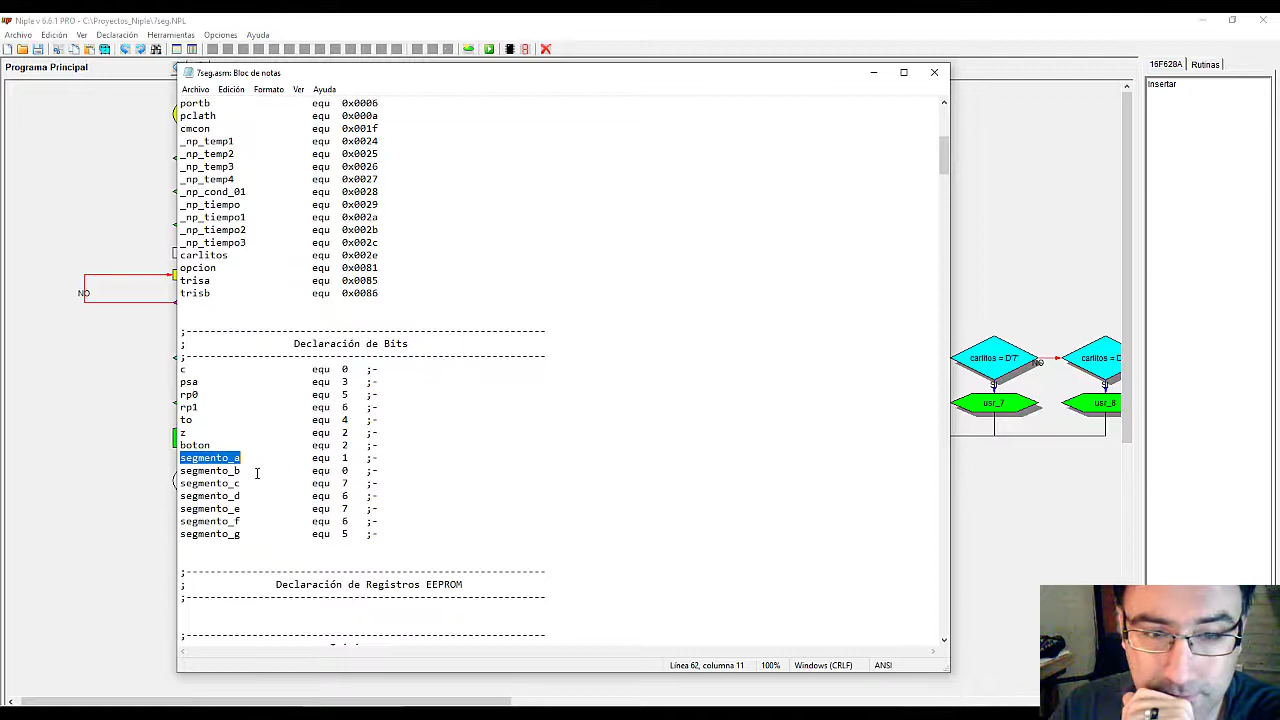 Niple v 6.6.1 PRO - C:\Proyectos_Niple\7seg.NPL
Archivo Edición Ver Declaración Herramientas Opciones Ayuda
Programa Principal
16F628A Rutinas
Insertar
7seg.asm: Bloc de notas
Archivo Edición Formato Ver Ayuda
portb equ 0x0006
pclath equ 0x000a
cmcon equ 0x001f
_np_temp1 equ 0x0024
_np_temp2 equ 0x0025
_np_temp3 equ 0x0026
_np_temp4 equ 0x0027
_np_cond_01 equ 0x0028
_np_tiempo equ 0x0029
_np_tiempo1 equ 0x002a
_np_tiempo2 equ 0x002b
_np_tiempo3 equ 0x002c
carlitos equ 0x002e
opcion equ 0x0081
trisa equ 0x0085
trisb equ 0x0086
;-------------------------------------------------------------
; Declaración de Bits
;-------------------------------------------------------------
c equ 0 ;-
psa equ 3 ;-
rp0 equ 5 ;-
rp1 equ 6 ;-
to equ 4 ;-
z equ 2 ;-
boton equ 2 ;-
segmento_a equ 1 ;-
segmento_b equ 0 ;-
segmento_c equ 7 ;-
segmento_d equ 6 ;-
segmento_e equ 7 ;-
segmento_f equ 6 ;-
segmento_g equ 5 ;-
;-------------------------------------------------------------
; Declaración de Registros EEPROM
;-------------------------------------------------------------
;-------------------------------------------------------------
Línea 62, columna 11 100% Windows (CRLF) ANSI
NO
carlitos = D'7' NO carlitos = D'
SI
usr_7 usr_8